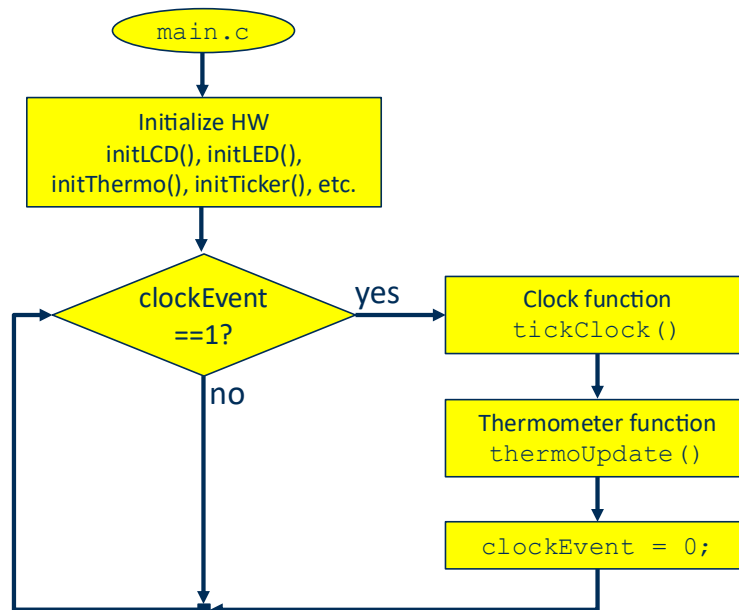 main.c
Initialize HW
initLCD(), initLED(),
initThermo(), initTicker(), etc.
clockEvent
==1?
yes
no
Clock function
tickClock()
Thermometer function
thermoUpdate()
clockEvent = 0;